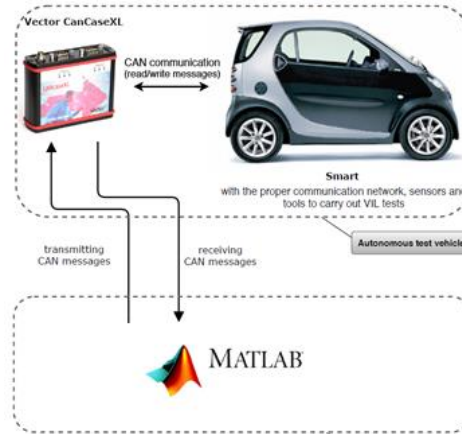 Vector CanCaseXL
CAN communication
(read/write messages)
Smart
with the proper communication network, sensors and
tools to carry out VIL tests
Autonomous test vehicle
transmitting
CAN messages
receiving
CAN messages
MATLAB